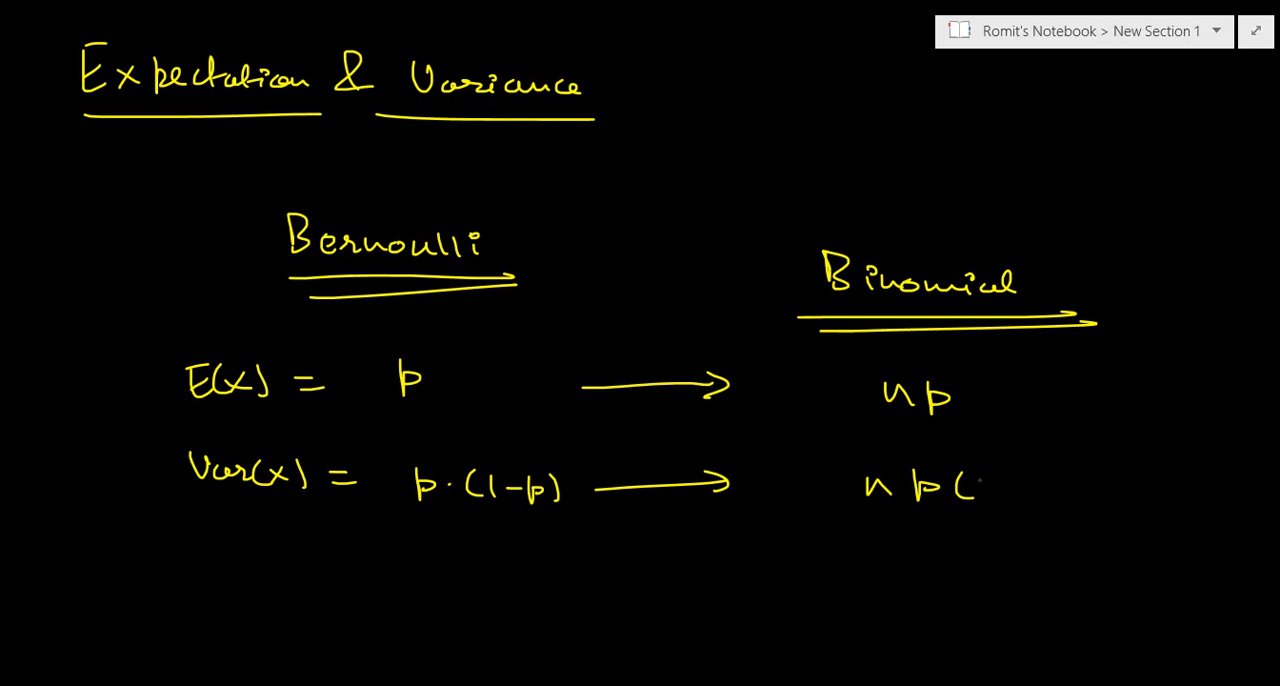 Romit's Notebook > New Section 1
Expectation & Variance
Bernoulli
Binomial
E(X) = p → np
Var(X) = p.(1-p) → np(